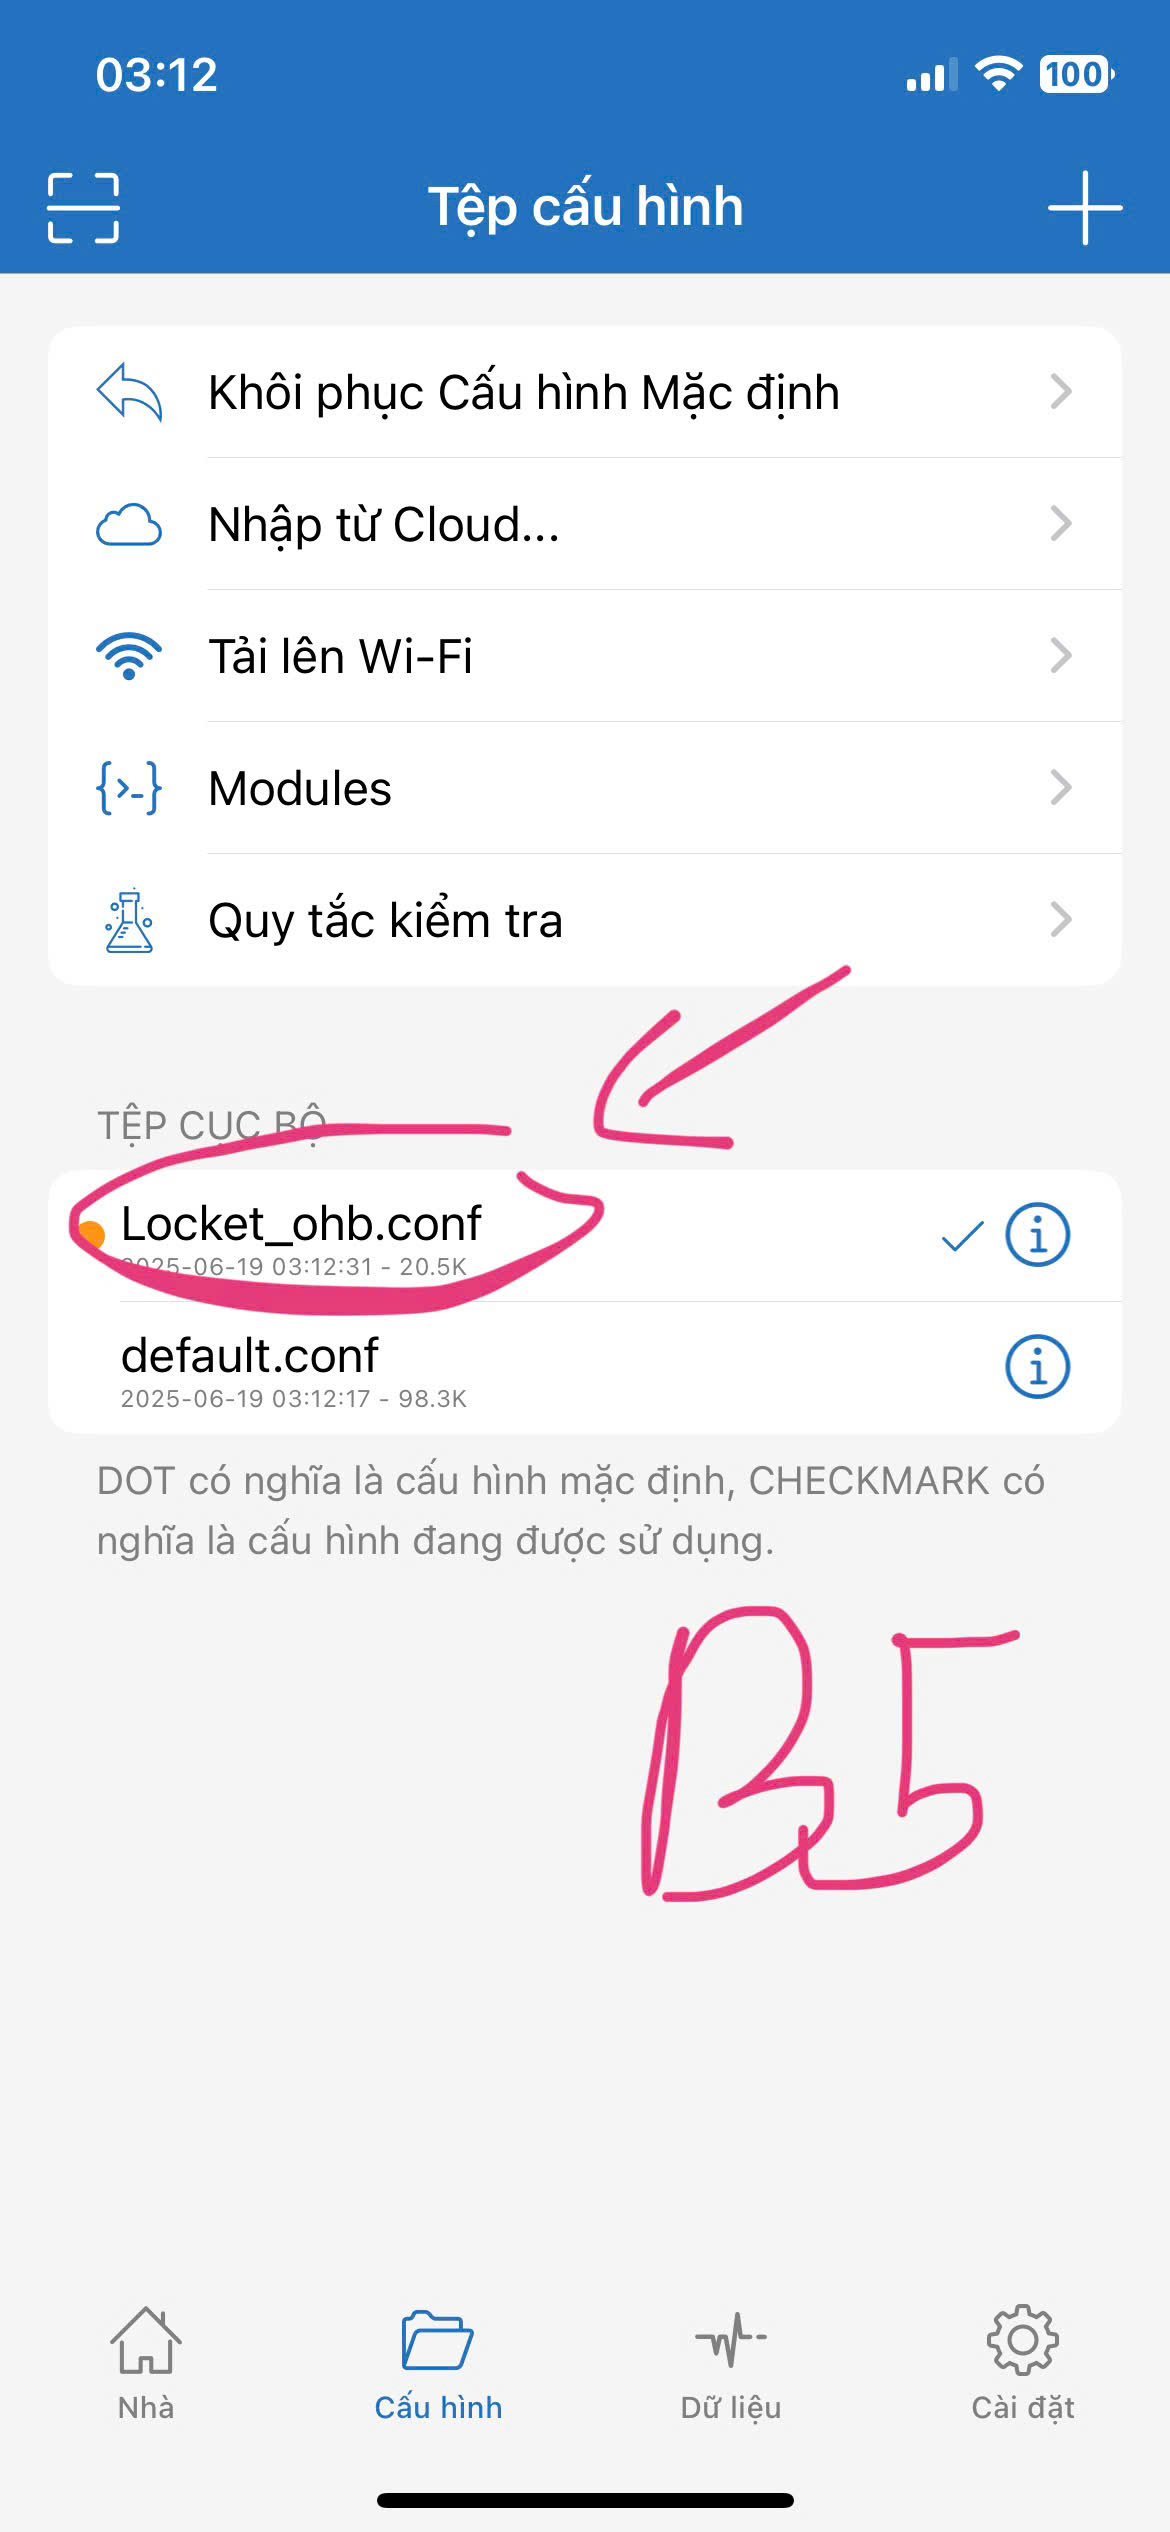 03:12
100
Tệp cấu hình
Khôi phục Cấu hình Mặc định
Nhập từ Cloud...
Tải lên Wi-Fi
Modules
Quy tắc kiểm tra
TỆP CỤC BỘ
Locket_ohb.conf
2025-06-19 03:12:31 - 20.5K
default.conf
2025-06-19 03:12:17 - 98.3K
DOT có nghĩa là cấu hình mặc định, CHECKMARK có
nghĩa là cấu hình đang được sử dụng.
B5
Nhà
Cấu hình
Dữ liệu
Cài đặt